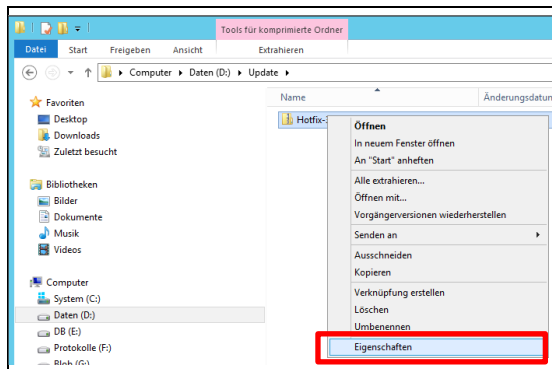 Tools für komprimierte Ordner
Datei Start Freigeben Ansicht Extrahieren
Computer Daten (D:) Update
Name Änderungsdatum
Favoriten
Desktop
Downloads
Zuletzt besucht
Bibliotheken
Bilder
Dokumente
Musik
Videos
Computer
System (C:)
Daten (D:)
DB (E:)
Protokolle (F:)
Blob (G:)
Hotfix-
Öffnen
In neuem Fenster öffnen
An "Start" anheften
Alle extrahieren...
Öffnen mit...
Vorgängerversionen wiederherstellen
Senden an
Ausschneiden
Kopieren
Verknüpfung erstellen
Löschen
Umbenennen
Eigenschaften